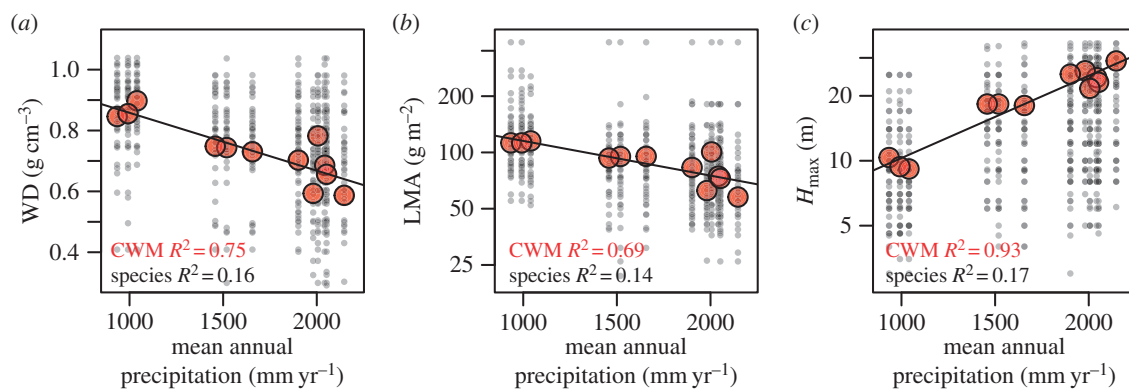 (a)
WD (g cm⁻³)
1.0
0.8
0.6
0.4
CWM R² = 0.75
species R² = 0.16
1000 1500 2000
mean annual
precipitation (mm yr⁻¹)
(b)
LMA (g m⁻²)
200
100
50
25
CWM R² = 0.69
species R² = 0.14
1000 1500 2000
mean annual
precipitation (mm yr⁻¹)
(c)
Hmax (m)
20
10
5
CWM R² = 0.93
species R² = 0.17
1000 1500 2000
mean annual
precipitation (mm yr⁻¹)